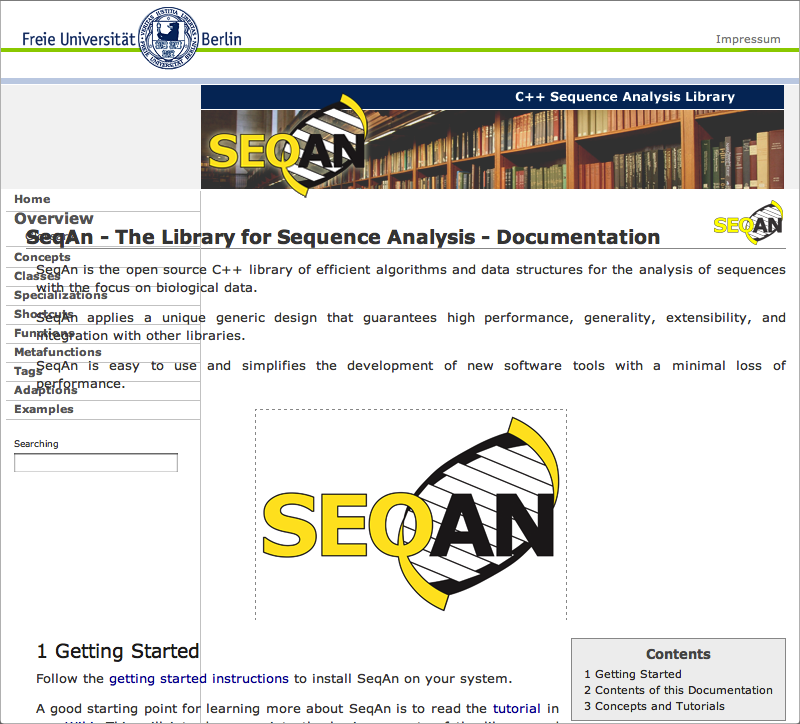 Freie Universität Berlin
Impressum
C++ Sequence Analysis Library
SEQAN
Home
Overview
SEQAN
SeqAn - The Library for Sequence Analysis - Documentation
Concepts
Classes
Specializations
Shortcuts
Functions
Metafunctions
Tags
Adaptions
Examples
Searching
SeqAn is the open source C++ library of efficient algorithms and data structures for the analysis of sequences
with the focus on biological data.
SeqAn applies a unique generic design that guarantees high performance, generality, extensibility, and
integration with other libraries.
SeqAn is easy to use and simplifies the development of new software tools with a minimal loss of
performance.
SEQAN
1 Getting Started
Follow the getting started instructions to install SeqAn on your system.
A good starting point for learning more about SeqAn is to read the tutorial in
Contents
1 Getting Started
2 Contents of this Documentation
3 Concepts and Tutorials